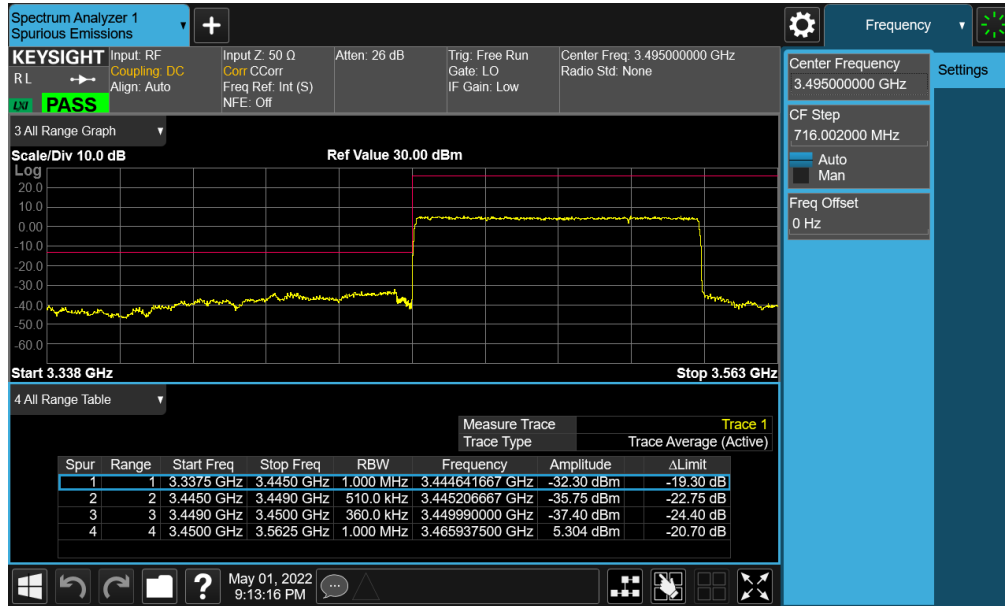 Spectrum Analyzer 1
Spurious Emissions
Frequency
KEYSIGHT
R L
LXI
PASS
Input: RF
Coupling: DC
Align: Auto
Input Z: 50 Ω
Corr CCorr
Freq Ref: Int (S)
NFE: Off
Atten: 26 dB
Trig: Free Run
Gate: LO
IF Gain: Low
Center Freq: 3.495000000 GHz
Radio Std: None
Center Frequency
3.495000000 GHz
Settings
CF Step
716.002000 MHz
Auto
Man
Freq Offset
0 Hz
3 All Range Graph
Scale/Div 10.0 dB
Ref Value 30.00 dBm
Log
20.0
10.0
0.00
-10.0
-20.0
-30.0
-40.0
-50.0
-60.0
Start 3.338 GHz
Stop 3.563 GHz
4 All Range Table
Measure Trace Trace 1
Trace Type Trace Average (Active)
Spur Range Start Freq Stop Freq RBW Frequency Amplitude ΔLimit
1 1 3.3375 GHz 3.4450 GHz 1.000 MHz 3.444641667 GHz -32.30 dBm -19.30 dB
2 2 3.4450 GHz 3.4490 GHz 510.0 kHz 3.445206667 GHz -35.75 dBm -22.75 dB
3 3 3.4490 GHz 3.4500 GHz 360.0 kHz 3.449990000 GHz -37.40 dBm -24.40 dB
4 4 3.4500 GHz 3.5625 GHz 1.000 MHz 3.465937500 GHz 5.304 dBm -20.70 dB
?
May 01, 2022
9:13:16 PM